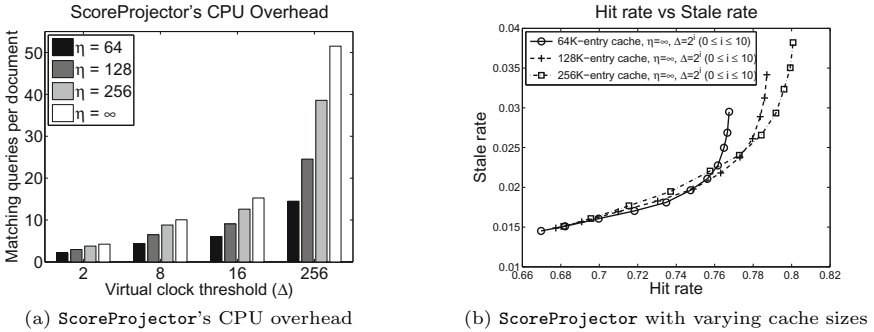 ScoreProjector's CPU Overhead
Matching queries per document
50
40
30
20
10
0
η = 64
η = 128
η = 256
η = ∞
2 8 16 256
Virtual clock threshold (Δ)
(a) ScoreProjector's CPU overhead
Hit rate vs Stale rate
Stale rate
0.04
0.035
0.03
0.025
0.02
0.015
0.01
64K−entry cache, η=∞, Δ=2^i (0 ≤ i ≤ 10)
128K−entry cache, η=∞, Δ=2^i (0 ≤ i ≤ 10)
256K−entry cache, η=∞, Δ=2^i (0 ≤ i ≤ 10)
0.66 0.68 0.7 0.72 0.74 0.76 0.78 0.8 0.82
Hit rate
(b) ScoreProjector with varying cache sizes